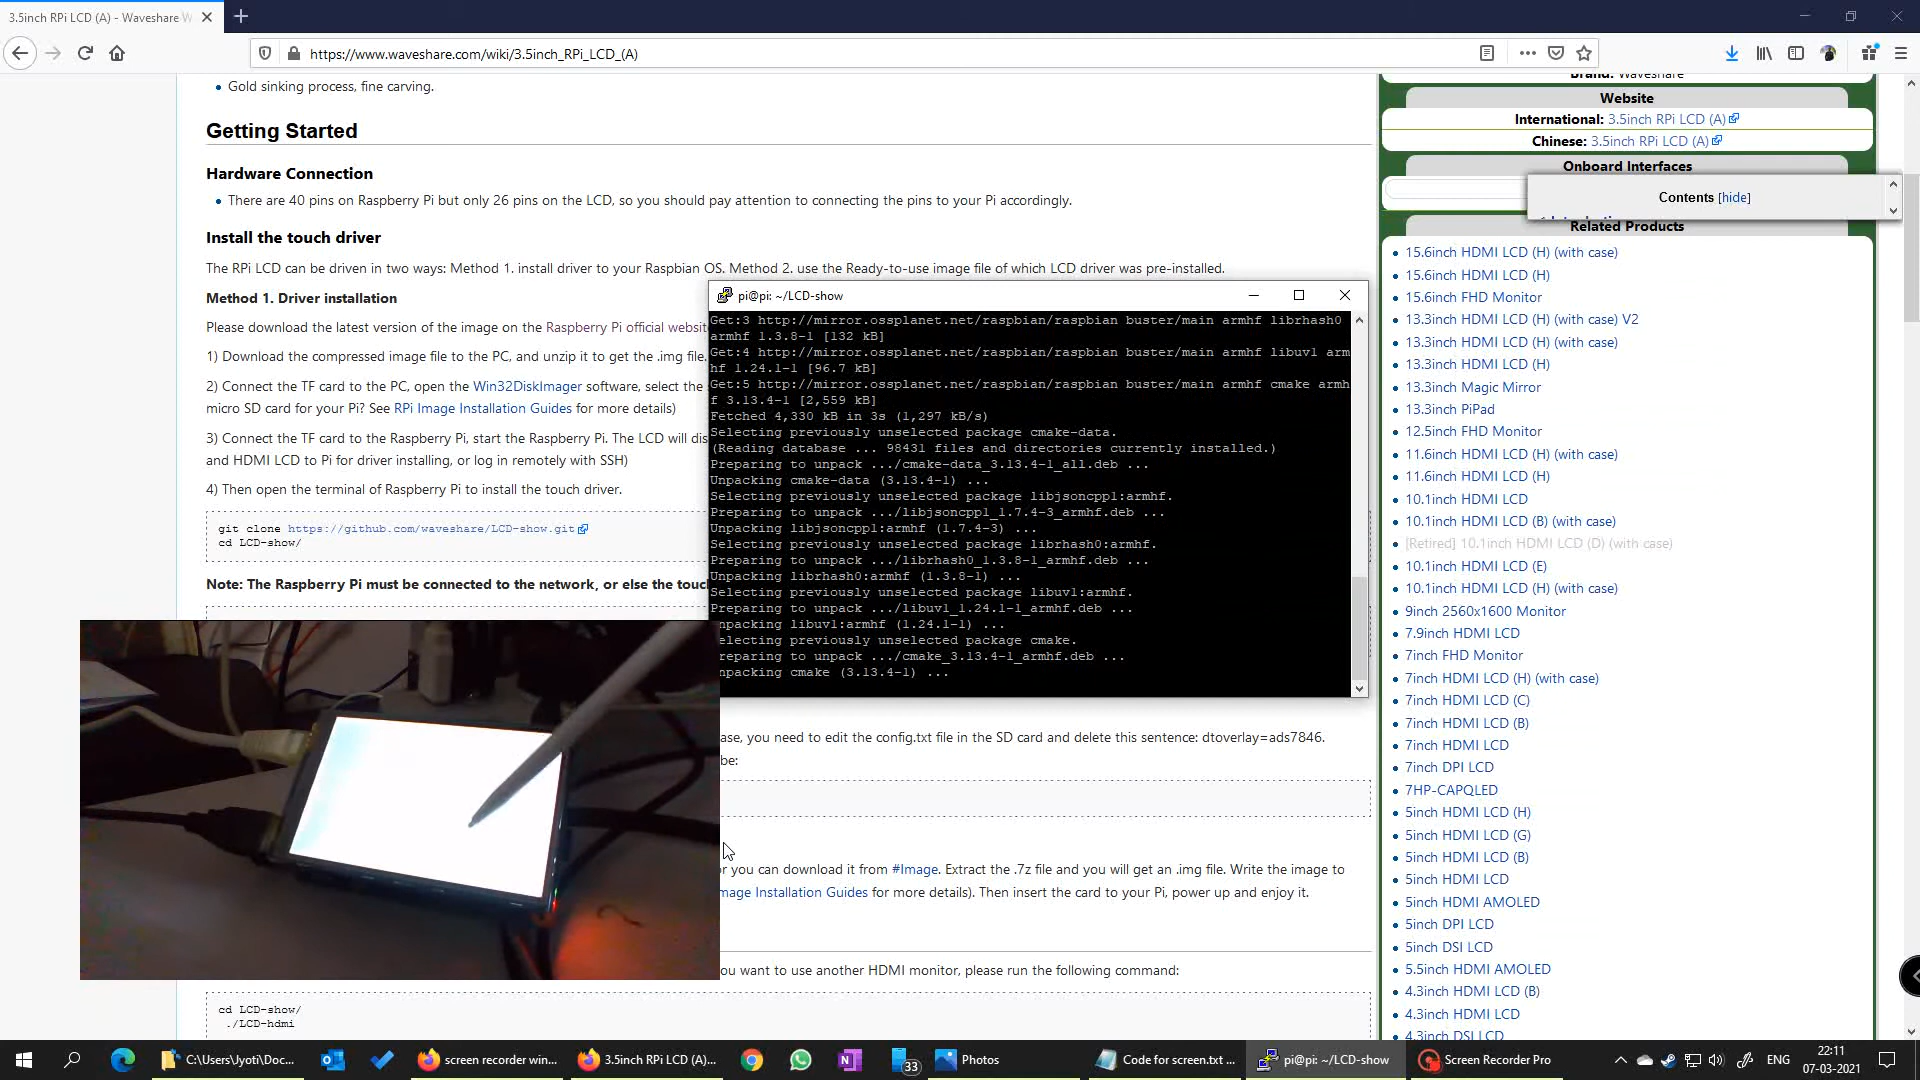 3.5inch RPi LCD (A) - Waveshare W
https://www.waveshare.com/wiki/3.5inch_RPi_LCD_(A)
Gold sinking process, fine carving.
Getting Started
Hardware Connection
There are 40 pins on Raspberry Pi but only 26 pins on the LCD, so you should pay attention to connecting the pins to your Pi accordingly.
Install the touch driver
The RPi LCD can be driven in two ways: Method 1. install driver to your Raspbian OS. Method 2. use the Ready-to-use image file of which LCD driver was pre-installed.
Method 1. Driver installation
Please download the latest version of the image on the Raspberry Pi official websit
1) Download the compressed image file to the PC, and unzip it to get the .img file.
2) Connect the TF card to the PC, open the Win32DiskImager software, select the
micro SD card for your Pi? See RPi Image Installation Guides for more details)
3) Connect the TF card to the Raspberry Pi, start the Raspberry Pi. The LCD will dis
and HDMI LCD to Pi for driver installing, or log in remotely with SSH)
4) Then open the terminal of Raspberry Pi to install the touch driver.
git clone https://github.com/waveshare/LCD-show.git
cd LCD-show/
Note: The Raspberry Pi must be connected to the network, or else the touc
pi@pi: ~/LCD-show
Get:3 http://mirror.ossplanet.net/raspbian/raspbian buster/main armhf librhash0
armhf 1.3.8-1 [132 kB]
Get:4 http://mirror.ossplanet.net/raspbian/raspbian buster/main armhf libuv1 arm
hf 1.24.1-1 [96.7 kB]
Get:5 http://mirror.ossplanet.net/raspbian/raspbian buster/main armhf cmake armh
f 3.13.4-1 [2,559 kB]
Fetched 4,330 kB in 3s (1,297 kB/s)
Selecting previously unselected package cmake-data.
(Reading database ... 98431 files and directories currently installed.)
Preparing to unpack .../cmake-data_3.13.4-1_all.deb ...
Unpacking cmake-data (3.13.4-1) ...
Selecting previously unselected package libjsoncpp1:armhf.
Preparing to unpack .../libjsoncpp1_1.7.4-3_armhf.deb ...
Unpacking libjsoncpp1:armhf (1.7.4-3) ...
Selecting previously unselected package librhash0:armhf.
Preparing to unpack .../librhash0_1.3.8-1_armhf.deb ...
Unpacking librhash0:armhf (1.3.8-1) ...
Selecting previously unselected package libuv1:armhf.
Preparing to unpack .../libuv1_1.24.1-1_armhf.deb ...
npacking libuv1:armhf (1.24.1-1) ...
electing previously unselected package cmake.
reparing to unpack .../cmake_3.13.4-1_armhf.deb ...
npacking cmake (3.13.4-1) ...
ase, you need to edit the config.txt file in the SD card and delete this sentence: dtoverlay=ads7846.
be:
or you can download it from #Image. Extract the .7z file and you will get an .img file. Write the image to
mage Installation Guides for more details). Then insert the card to your Pi, power up and enjoy it.
ou want to use another HDMI monitor, please run the following command:
cd LCD-show/
./LCD-hdmi
Brand: Waveshare
Website
International: 3.5inch RPi LCD (A)
Chinese: 3.5inch RPi LCD (A)
Onboard Interfaces
Contents [hide]
Related Products
15.6inch HDMI LCD (H) (with case)
15.6inch HDMI LCD (H)
15.6inch FHD Monitor
13.3inch HDMI LCD (H) (with case) V2
13.3inch HDMI LCD (H) (with case)
13.3inch HDMI LCD (H)
13.3inch Magic Mirror
13.3inch PiPad
12.5inch FHD Monitor
11.6inch HDMI LCD (H) (with case)
11.6inch HDMI LCD (H)
10.1inch HDMI LCD
10.1inch HDMI LCD (B) (with case)
[Retired] 10.1inch HDMI LCD (D) (with case)
10.1inch HDMI LCD (E)
10.1inch HDMI LCD (H) (with case)
9inch 2560x1600 Monitor
7.9inch HDMI LCD
7inch FHD Monitor
7inch HDMI LCD (H) (with case)
7inch HDMI LCD (C)
7inch HDMI LCD (B)
7inch HDMI LCD
7inch DPI LCD
7HP-CAPQLED
5inch HDMI LCD (H)
5inch HDMI LCD (G)
5inch HDMI LCD (B)
5inch HDMI LCD
5inch HDMI AMOLED
5inch DPI LCD
5inch DSI LCD
5.5inch HDMI AMOLED
4.3inch HDMI LCD (B)
4.3inch HDMI LCD
4.3inch DSI LCD
C:\Users\Jyoti\Doc...
screen recorder win...
3.5inch RPi LCD (A)...
33
Photos
Code for screen.txt ...
pi@pi: ~/LCD-show
Screen Recorder Pro
ENG
22:11
07-03-2021